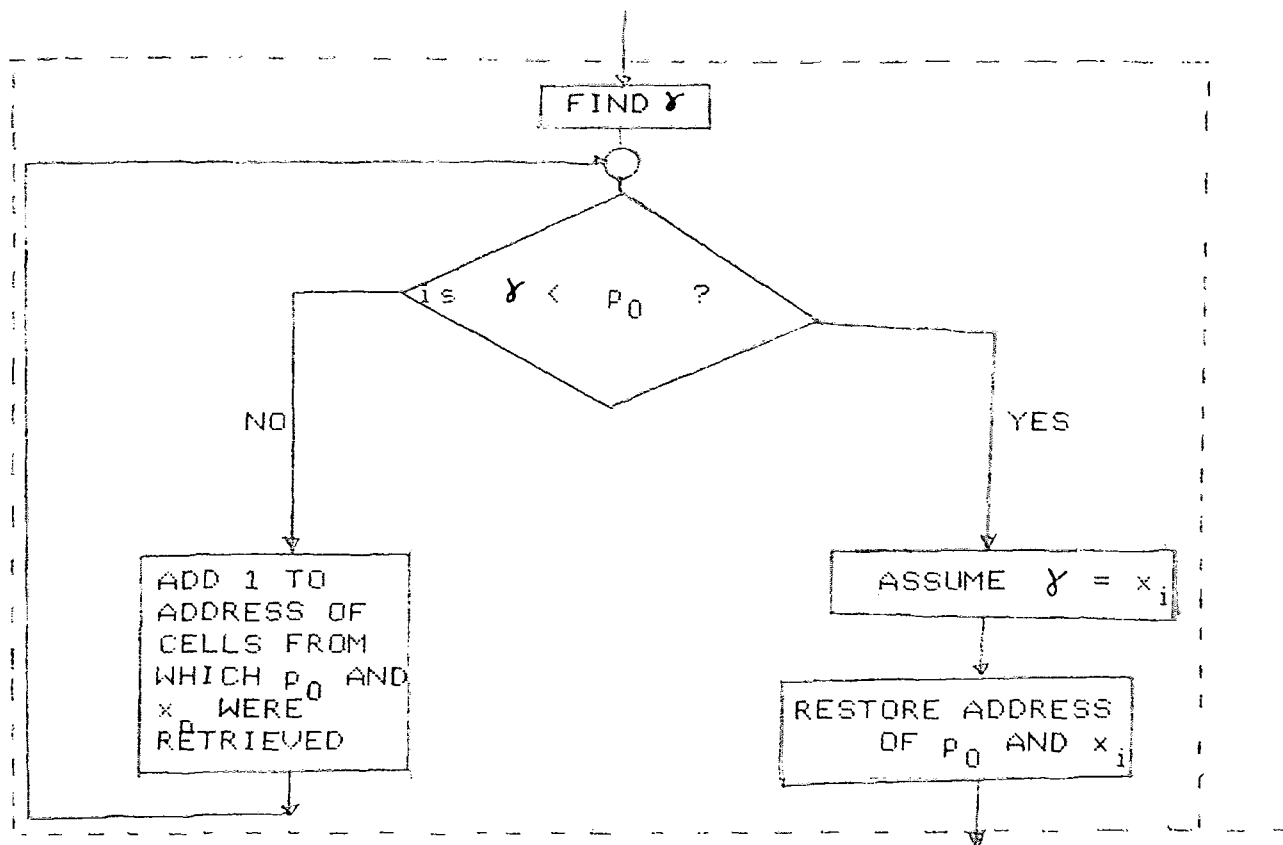 FIND γ
is γ < p₀ ?
NO
YES
ADD 1 TO
ADDRESS OF
CELLS FROM
WHICH p₀ AND
x₀ WERE
RETRIEVED
ASSUME γ = xᵢ
RESTORE ADDRESS
OF p₀ AND xᵢ